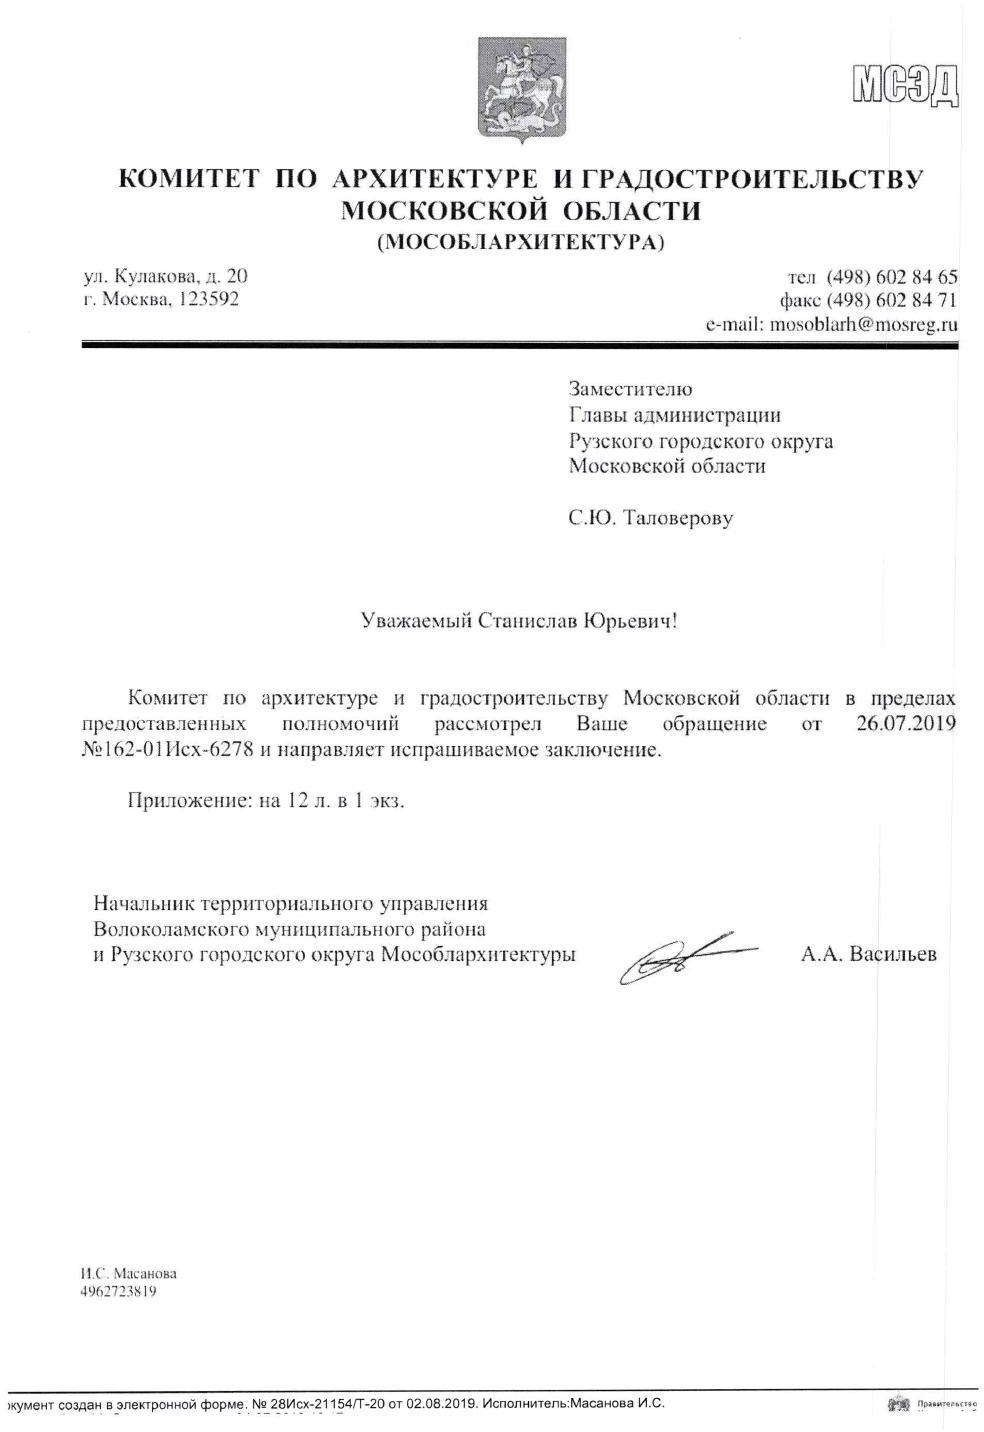 МСЭД
КОМИТЕТ ПО АРХИТЕКТУРЕ И ГРАДОСТРОИТЕЛЬСТВУ
МОСКОВСКОЙ ОБЛАСТИ
(МОСОБЛАРХИТЕКТУРА)
ул. Кулакова, д. 20
г. Москва, 123592
тел (498) 602 84 65
факс (498) 602 84 71
e-mail: mosoblarh@mosreg.ru
Заместителю
Главы администрации
Рузского городского округа
Московской области
С.Ю. Таловерову
Уважаемый Станислав Юрьевич!
Комитет по архитектуре и градостроительству Московской области в пределах
предоставленных полномочий рассмотрел Ваше обращение от 26.07.2019
№162-01Исх-6278 и направляет испрашиваемое заключение.
Приложение: на 12 л. в 1 экз.
Начальник территориального управления
Волоколамского муниципального района
и Рузского городского округа Мособлархитектуры
А.А. Васильев
И.С. Масанова
4962723819
окумент создан в электронной форме. № 28Исх-21154/Т-20 от 02.08.2019. Исполнитель:Масанова И.С.
Правительство